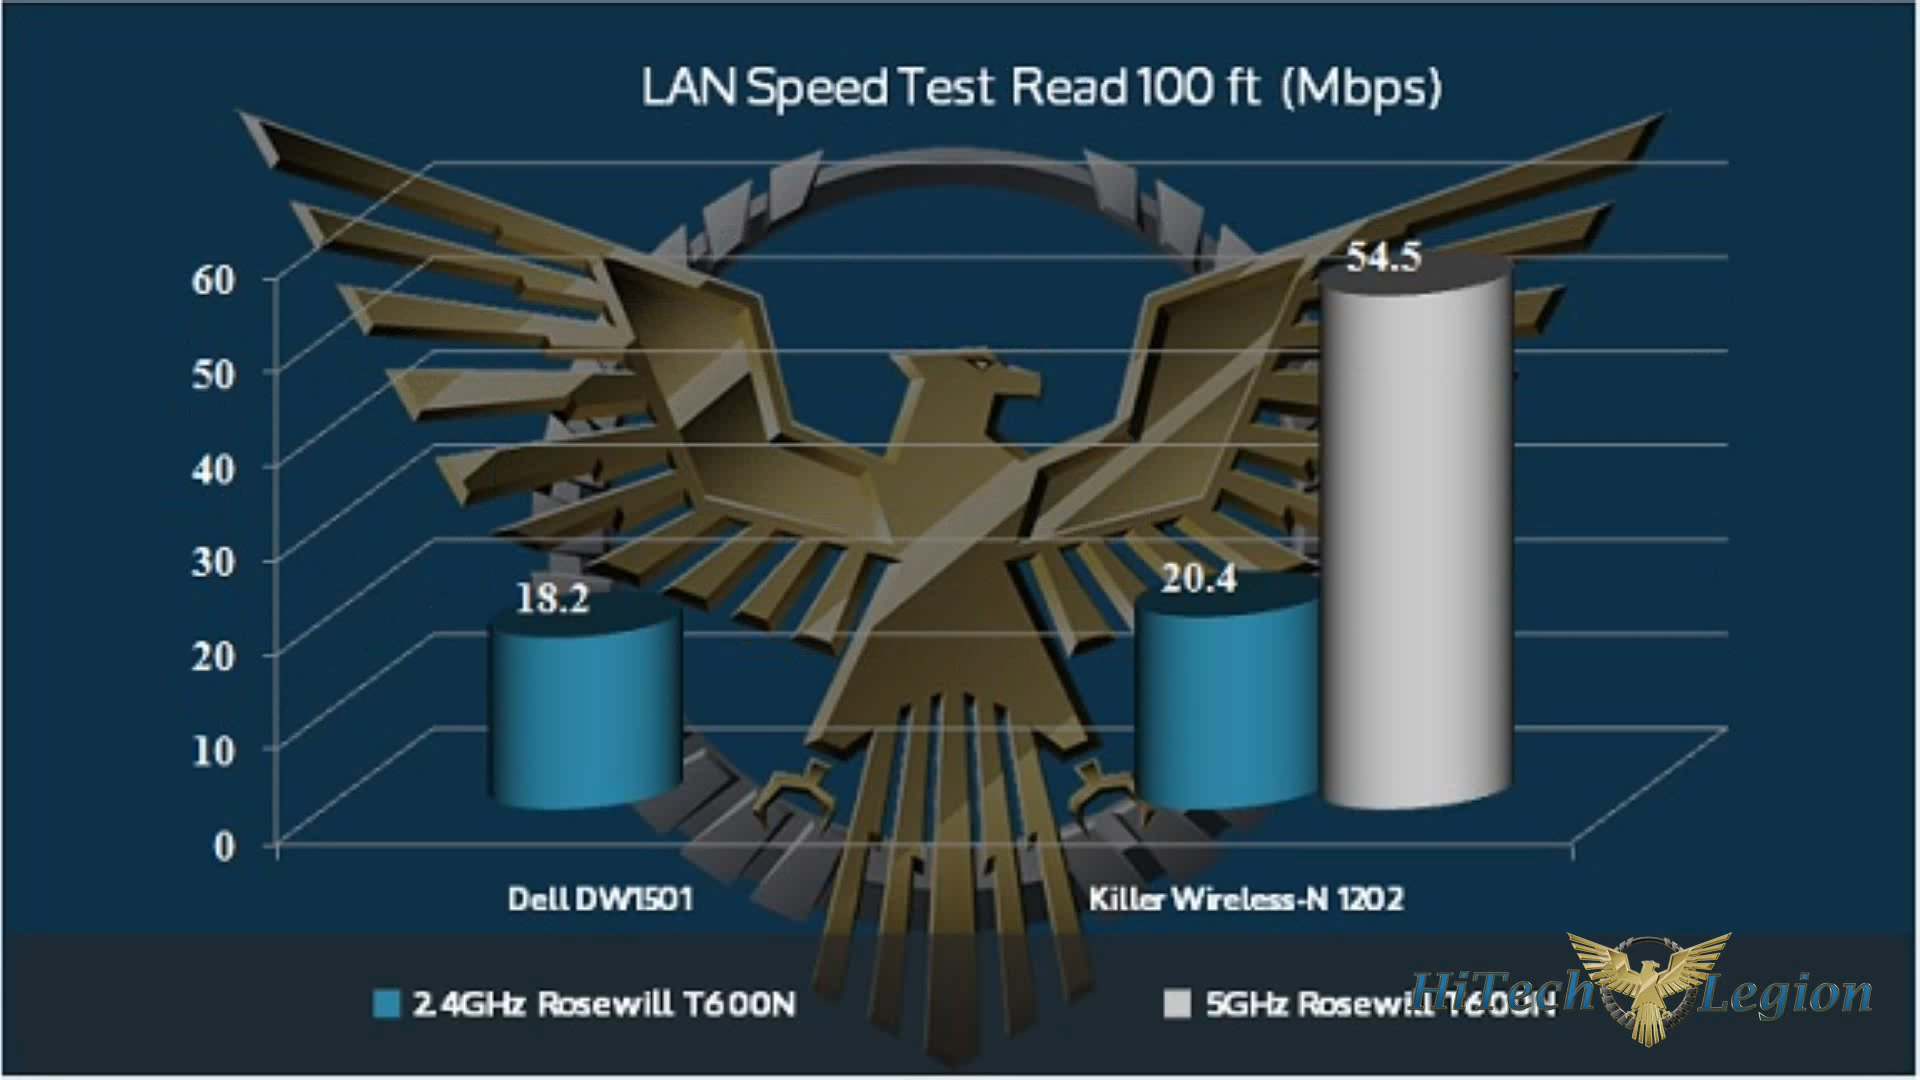 LAN Speed Test Read 100 ft (Mbps)
60
50
40
30
20
10
0
18.2
20.4
54.5
Dell DW1501
Killer Wireless-N 1202
2.4GHz Rosewill T600N
5GHz Rosewill T600N
HiTech Legion